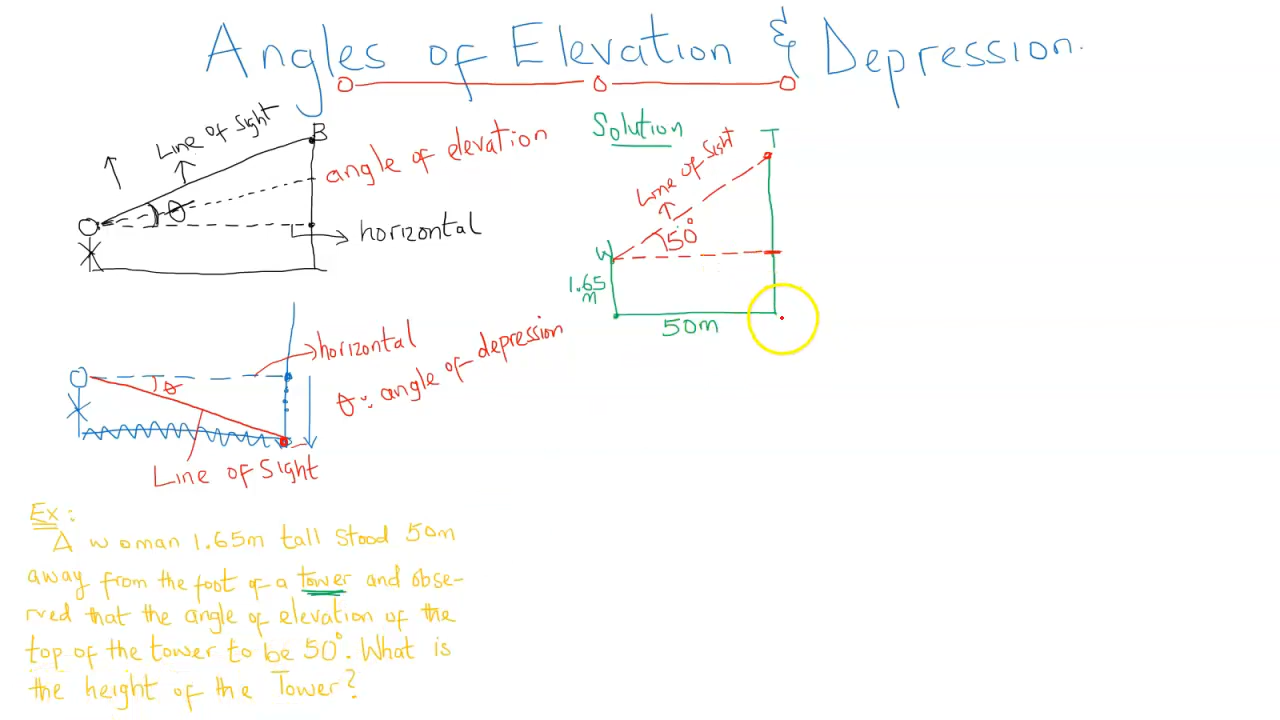 Angles of Elevation & Depression.
Line of Sight
B
angle of elevation
θ
horizontal
horizontal
θ
θ: angle of depression
Line of Sight
Ex:
A woman 1.65m tall stood 50m
away from the foot of a tower and obse-
rved that the angle of elevation of the
top of the tower to be 50°. What is
the height of the Tower?
Solution
T
Line of Sight
50°
W
1.65
m
50m